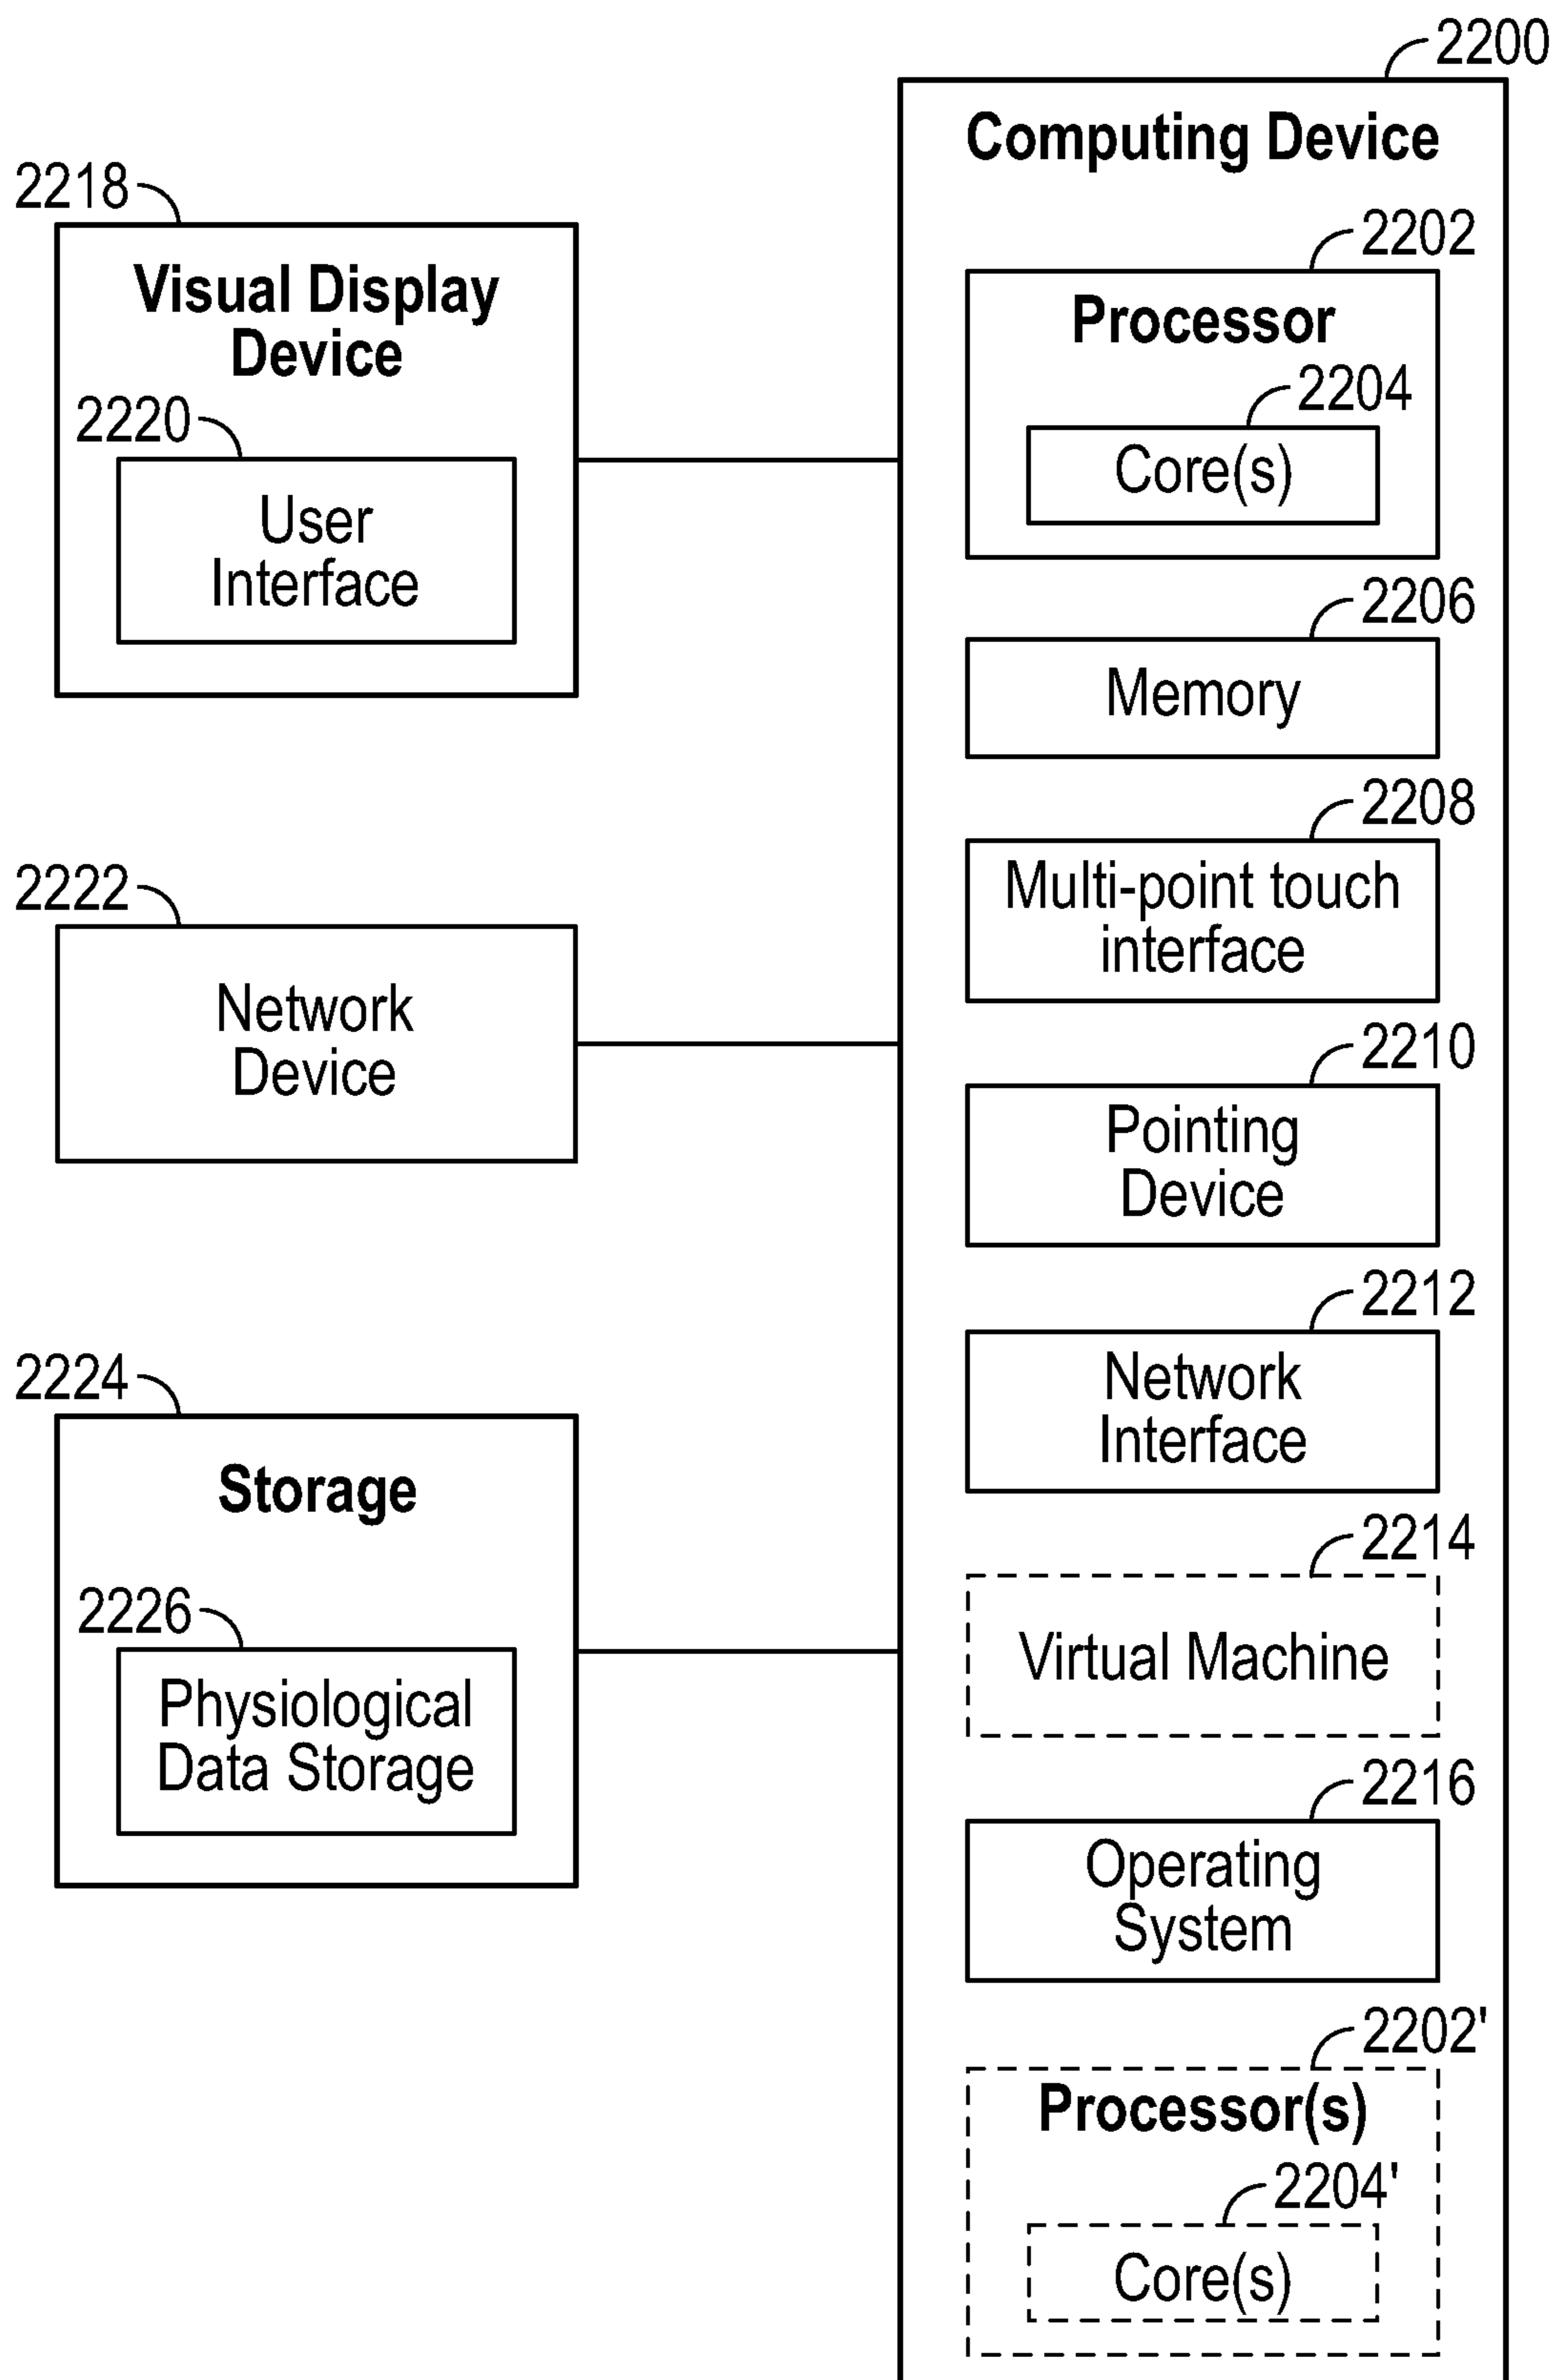 2200
Computing Device
2218
Visual Display
Device
2220
User
Interface
2202
Processor
2204
Core(s)
2206
Memory
2208
Multi-point touch
interface
2222
Network
Device
2210
Pointing
Device
2212
Network
Interface
2224
Storage
2226
Physiological
Data Storage
2214
Virtual Machine
2216
Operating
System
2202'
Processor(s)
2204'
Core(s)